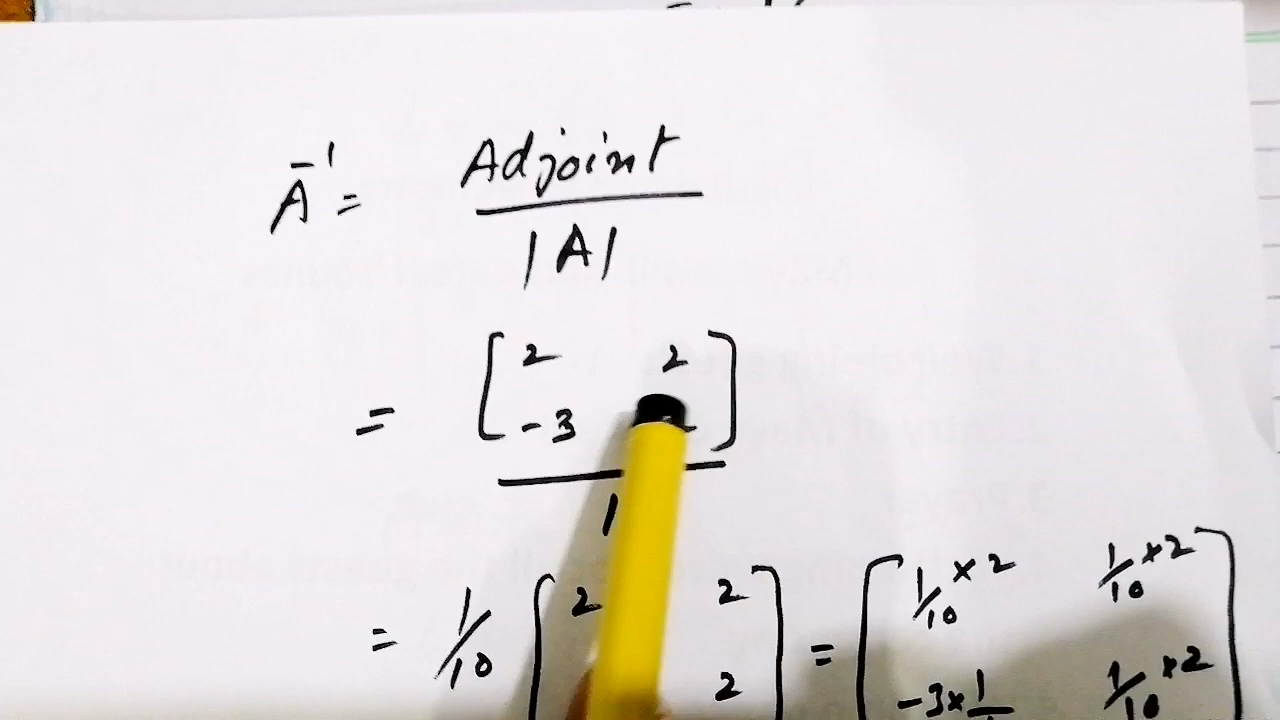 A⁻¹ = Adjoint / |A|
= [2 2
-3
= 1/10 [2 2 = [1/10 × 2 1/10 × 2
2] -3 × 1/ 1/10 × 2]